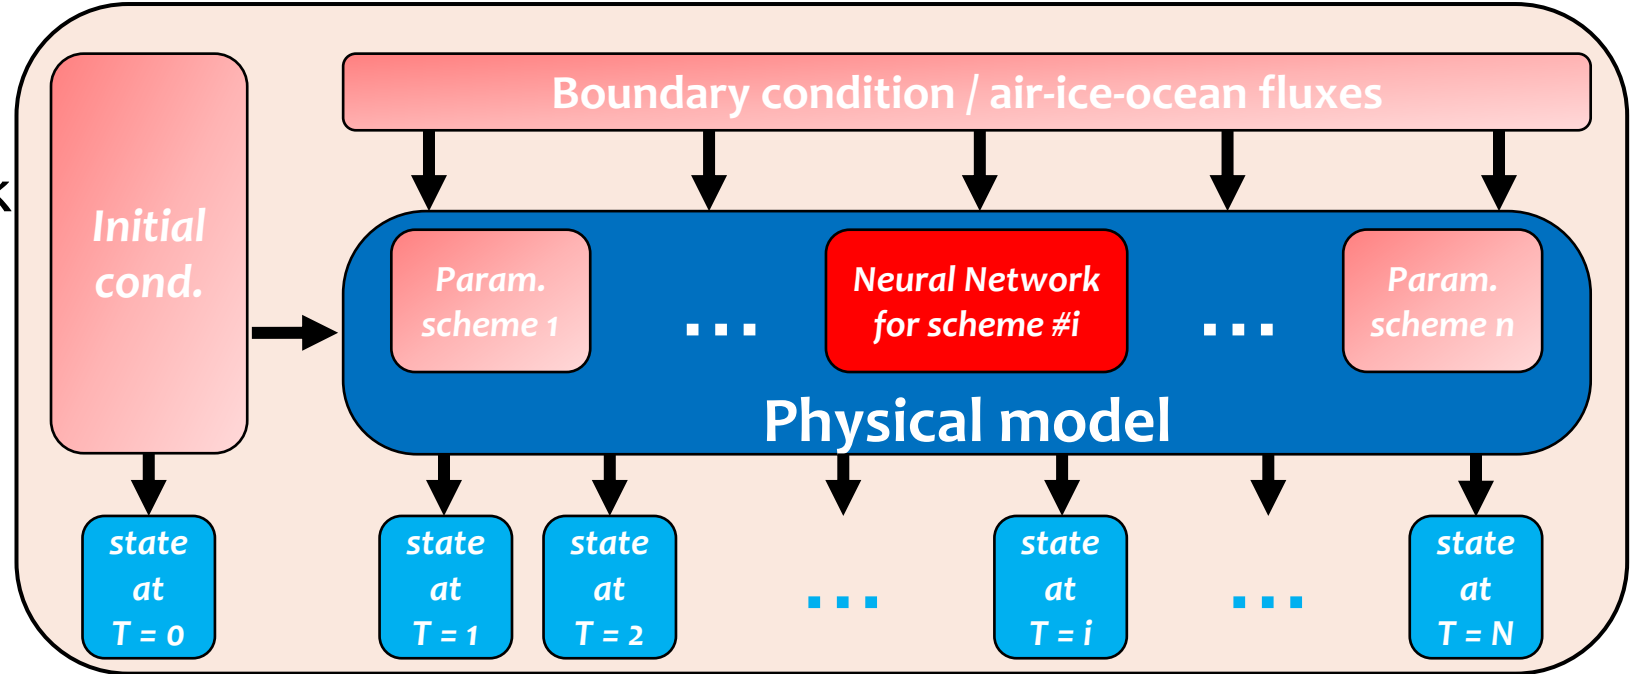 Boundary condition / air-ice-ocean fluxes
k
Initial
cond.
Param.
scheme 1
...
Neural Network
for scheme #i
...
Param.
scheme n
Physical model
state
at
T = 0
state
at
T = 1
state
at
T = 2
...
state
at
T = i
...
state
at
T = N